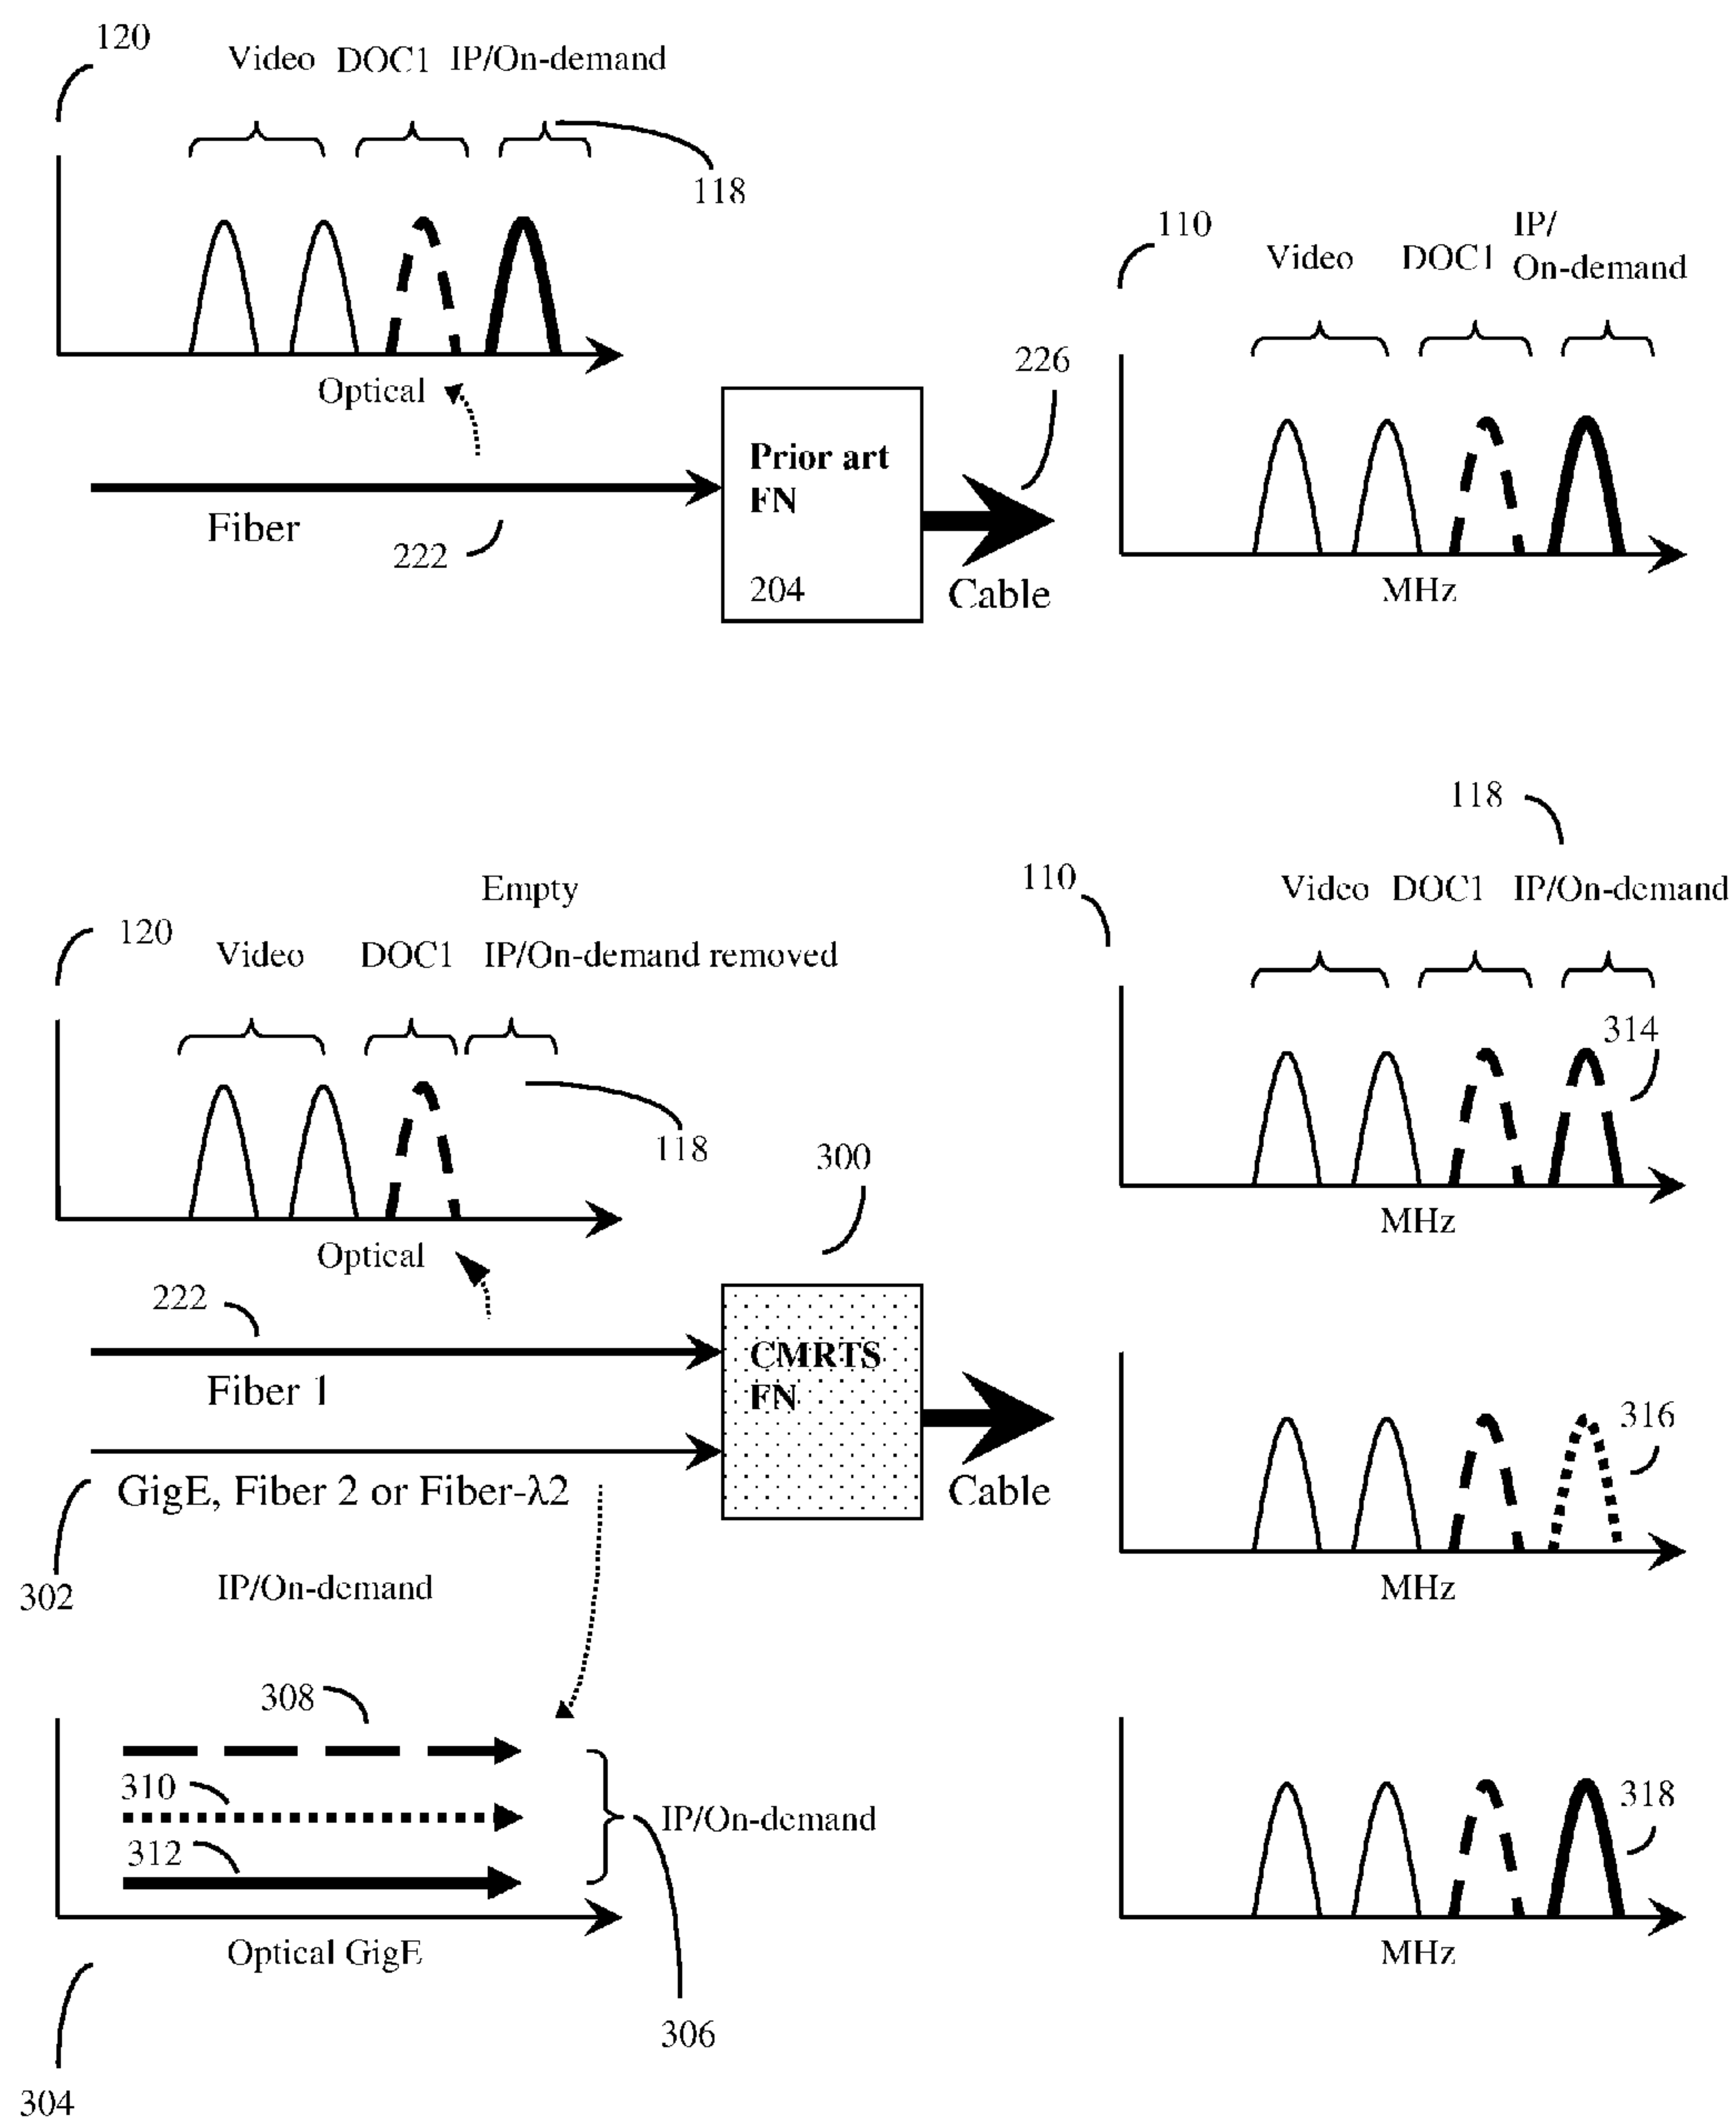 120
Video DOC1 IP/On-demand
118
Optical
Fiber
222
Prior art
FN
204
226
Cable
110
Video DOC1 IP/
On-demand
MHz
Empty
120
Video DOC1 IP/On-demand removed
118
Optical
222
Fiber 1
GigE, Fiber 2 or Fiber-λ2
302
IP/On-demand
300
CMRTS
FN
Cable
308
310
312
IP/On-demand
Optical GigE
306
304
118
110
Video DOC1 IP/On-demand
314
MHz
316
MHz
318
MHz